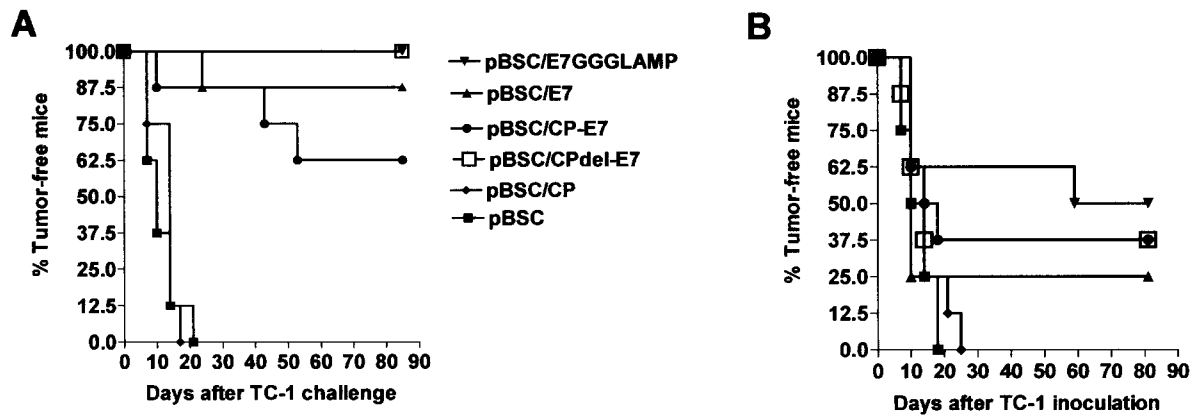 A
100.0
87.5
75.0
62.5
50.0
37.5
25.0
12.5
0.0
% Tumor-free mice
0 10 20 30 40 50 60 70 80 90
Days after TC-1 challenge
pBSC/E7GGGLAMP
pBSC/E7
pBSC/CP-E7
pBSC/CPdel-E7
pBSC/CP
pBSC
B
100.0
87.5
75.0
62.5
50.0
37.5
25.0
12.5
0.0
% Tumor-free mice
0 10 20 30 40 50 60 70 80 90
Days after TC-1 inoculation